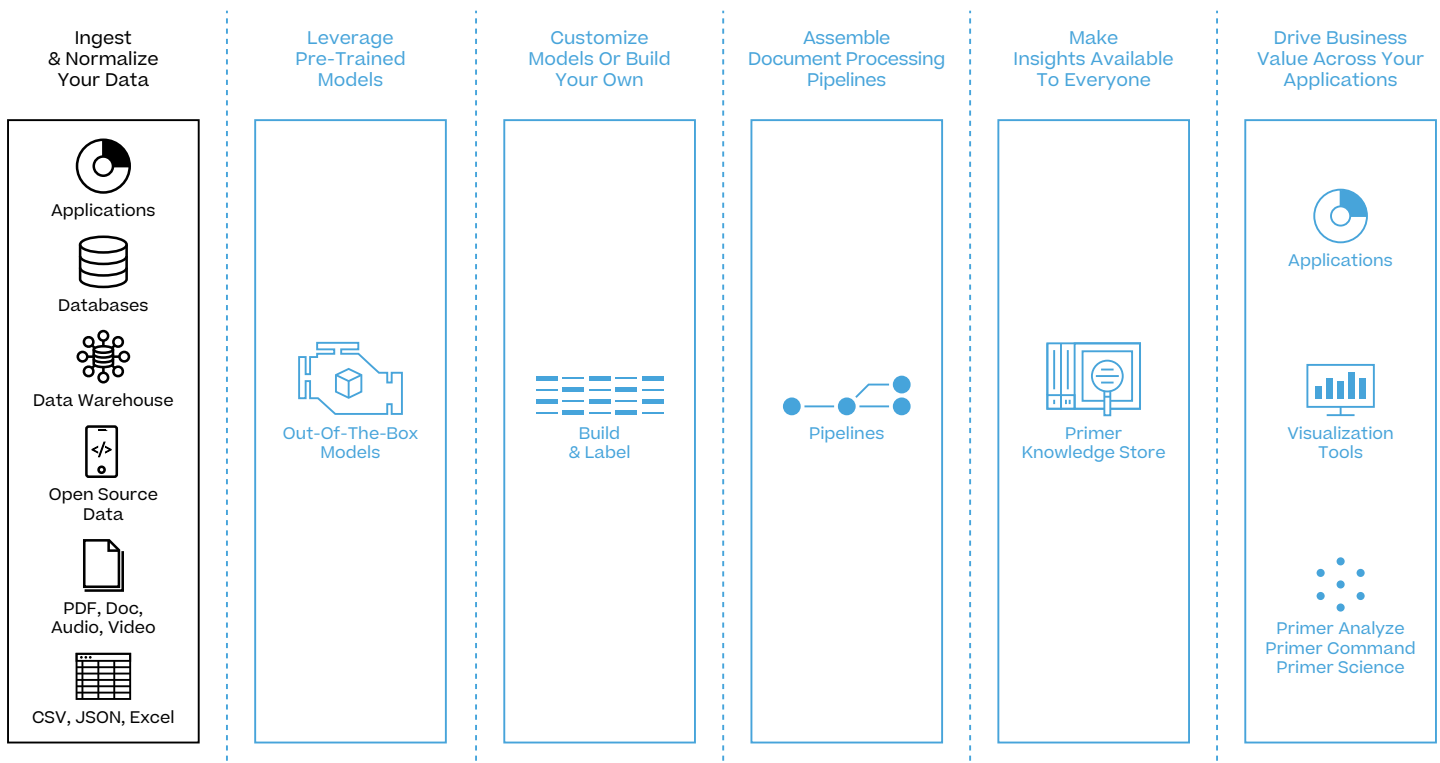 Ingest
& Normalize
Your Data
Leverage
Pre-Trained
Models
Customize
Models Or Build
Your Own
Assemble
Document Processing
Pipelines
Make
Insights Available
To Everyone
Drive Business
Value Across Your
Applications
Applications
Databases
Data Warehouse
</>
Open Source
Data
PDF, Doc,
Audio, Video
CSV, JSON, Excel
Out-Of-The-Box
Models
Build
& Label
Pipelines
Primer
Knowledge Store
Applications
Visualization
Tools
Primer Analyze
Primer Command
Primer Science